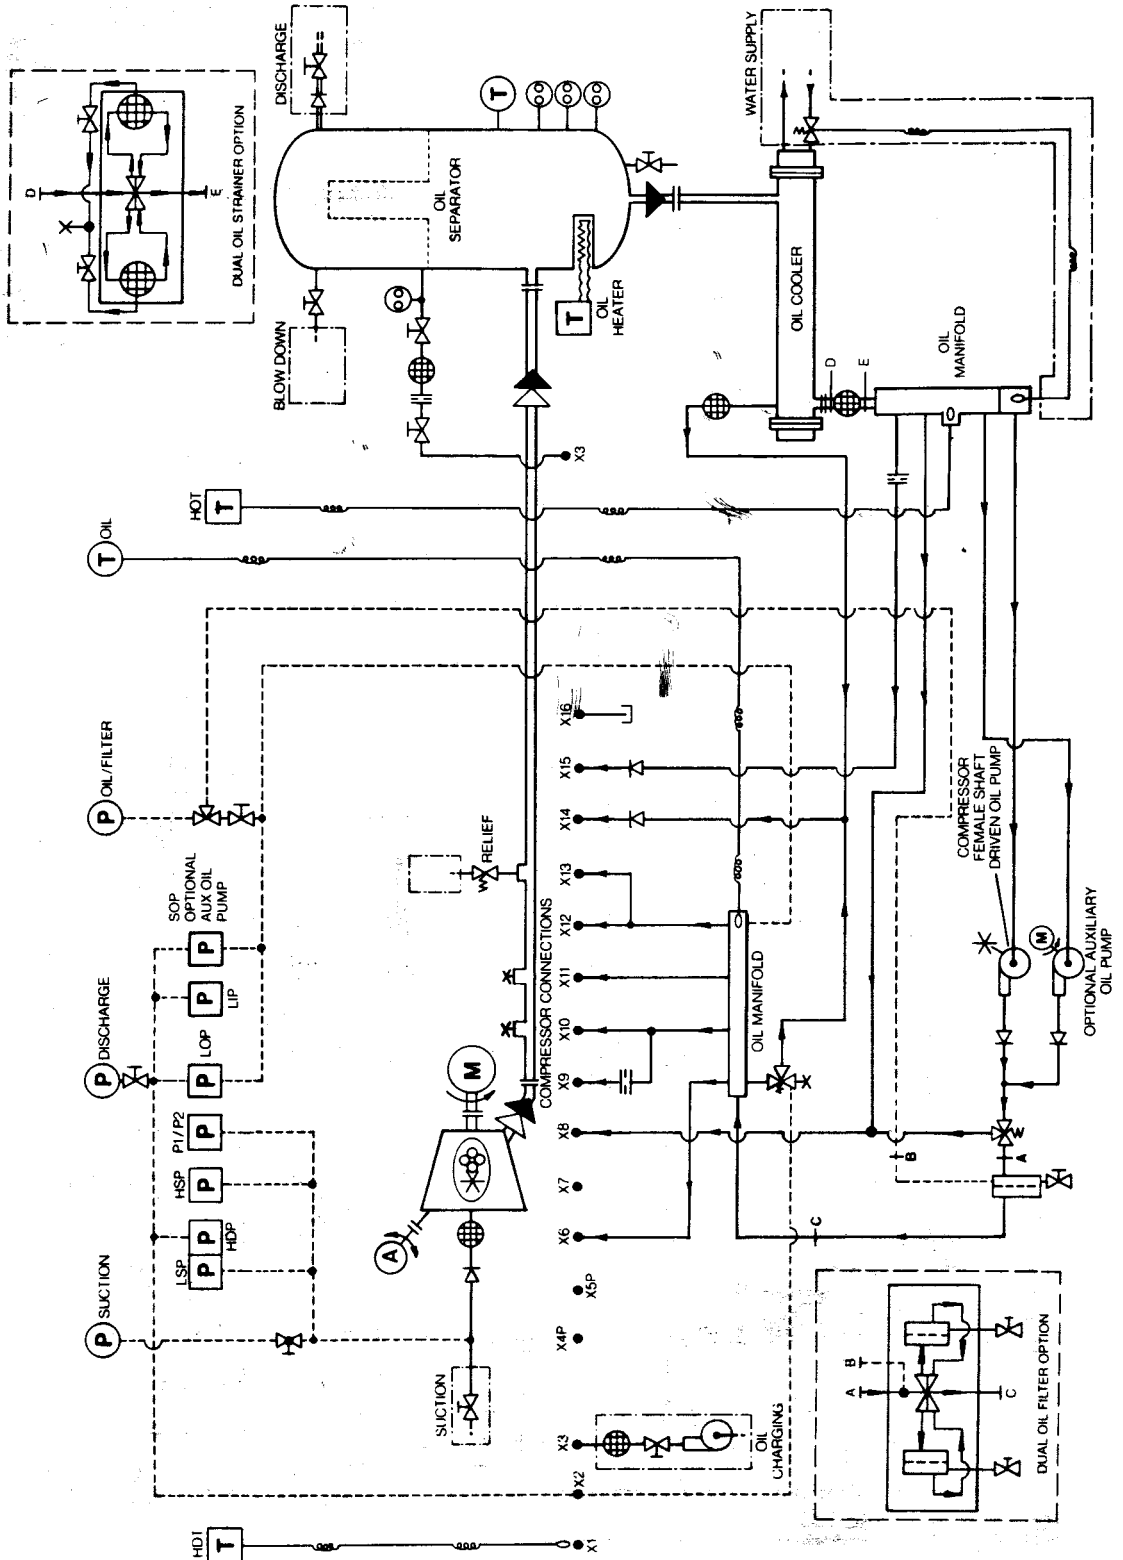 DUAL OIL STRAINER OPTION
D
E
DISCHARGE
T
OIL
SEPARATOR
BLOW DOWN
T
OIL
HEATER
WATER SUPPLY
OIL COOLER
D
E
OIL
MANIFOLD
X3
HOT
T
T
OIL
P
OIL/FILTER
SOP
OPTIONAL
AUX OIL
PUMP
P
LIP
P
P
DISCHARGE
LOP
P
P1/P2
P
HSP
P
HDP
P
LSP
P
P
SUCTION
HDT
T
RELIEF
M
A
SUCTION
COMPRESSOR CONNECTIONS
X1
X2
X3
X4P
X5P
X6
X7
X8
X9
X10
X11
X12
X13
X14
X15
X16
OIL
CHARGING
OIL MANIFOLD
COMPRESSOR
FEMALE SHAFT
DRIVEN OIL PUMP
M
OPTIONAL AUXILIARY
OIL PUMP
B
A
C
A
B
C
DUAL OIL FILTER OPTION